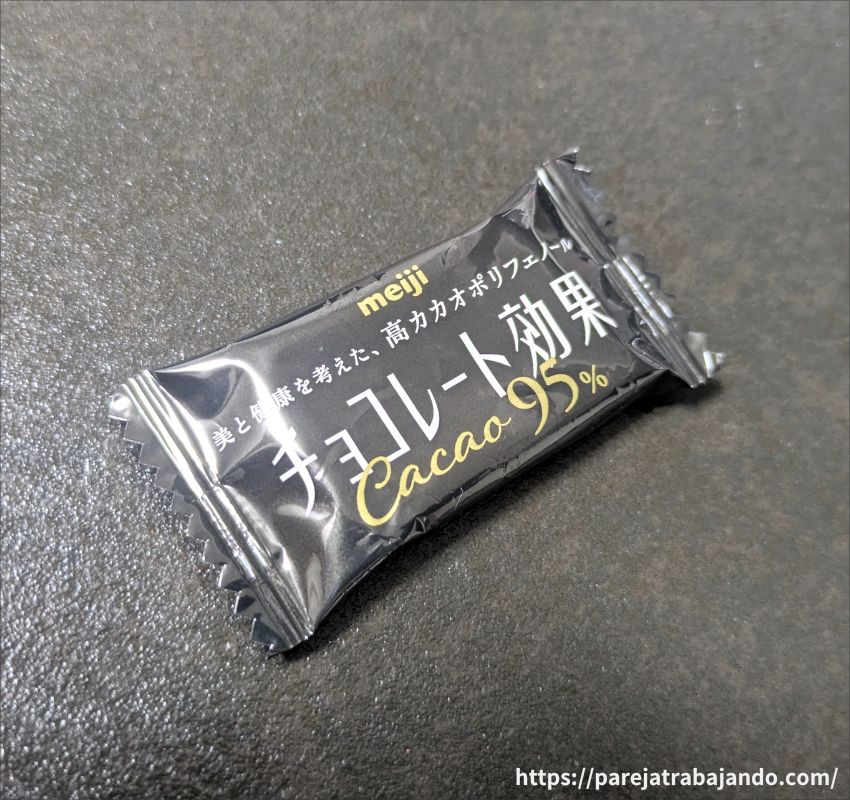 meiji
美と健康を考えた、高カカオポリフェノール
チョコレート効果
Cacao 95%
https://parejatrabajando.com/